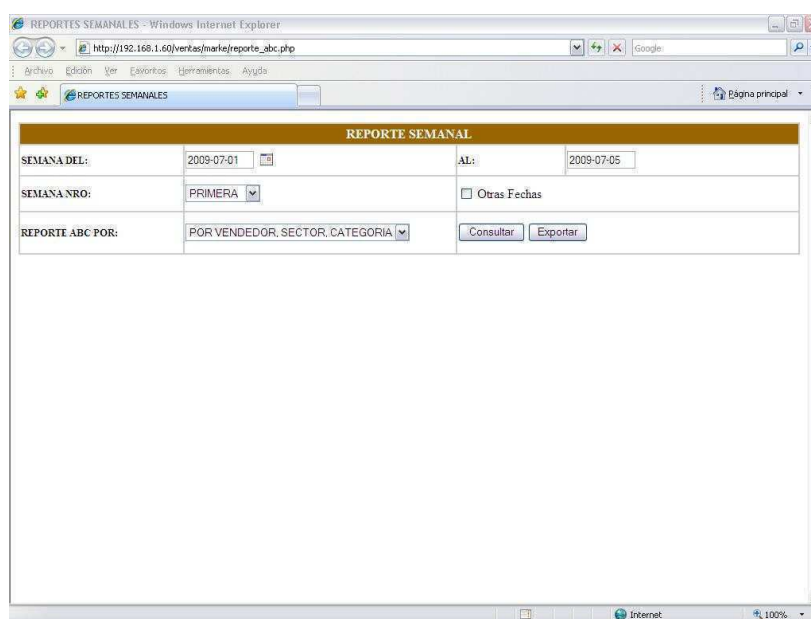 REPORTES SEMANALES - Windows Internet Explorer
http://192.168.1.60/ventas/marke/reporte_abc.php
Google
Archivo Edición Ver Favoritos Herramientas Ayuda
REPORTES SEMANALES
Página principal
REPORTE SEMANAL
SEMANA DEL: 2009-07-01 AL: 2009-07-05
SEMANA NRO: PRIMERA Otras Fechas
REPORTE ABC POR: POR VENDEDOR, SECTOR, CATEGORIA Consultar Exportar
Internet 100%